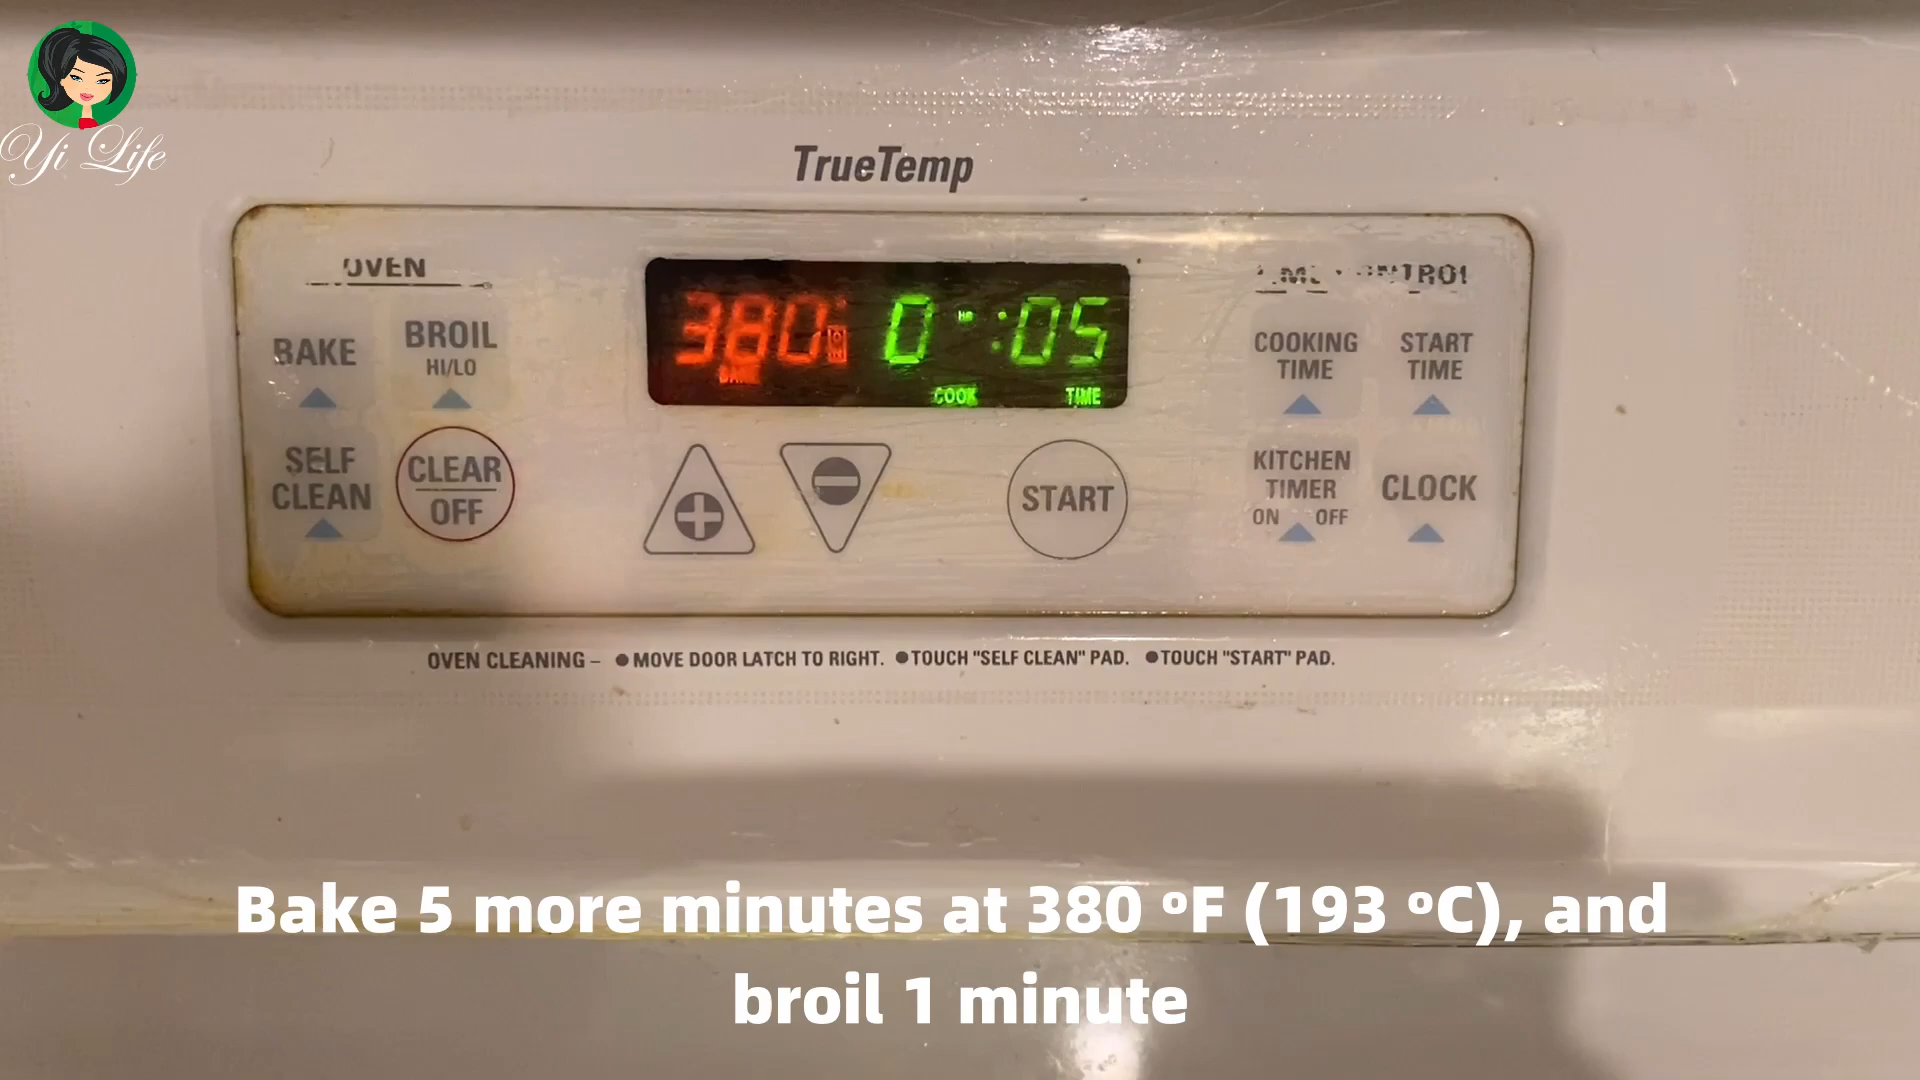 Yi Life
TrueTemp
OVEN
BAKE
BROIL
HI/LO
SELF
CLEAN
CLEAR
OFF
380
0 HR :05
COOK TIME
START
COOKING
TIME
START
TIME
KITCHEN
TIMER
ON OFF
CLOCK
OVEN CLEANING – ●MOVE DOOR LATCH TO RIGHT. ●TOUCH "SELF CLEAN" PAD. ●TOUCH "START" PAD.
Bake 5 more minutes at 380 ºF (193 ºC), and
broil 1 minute